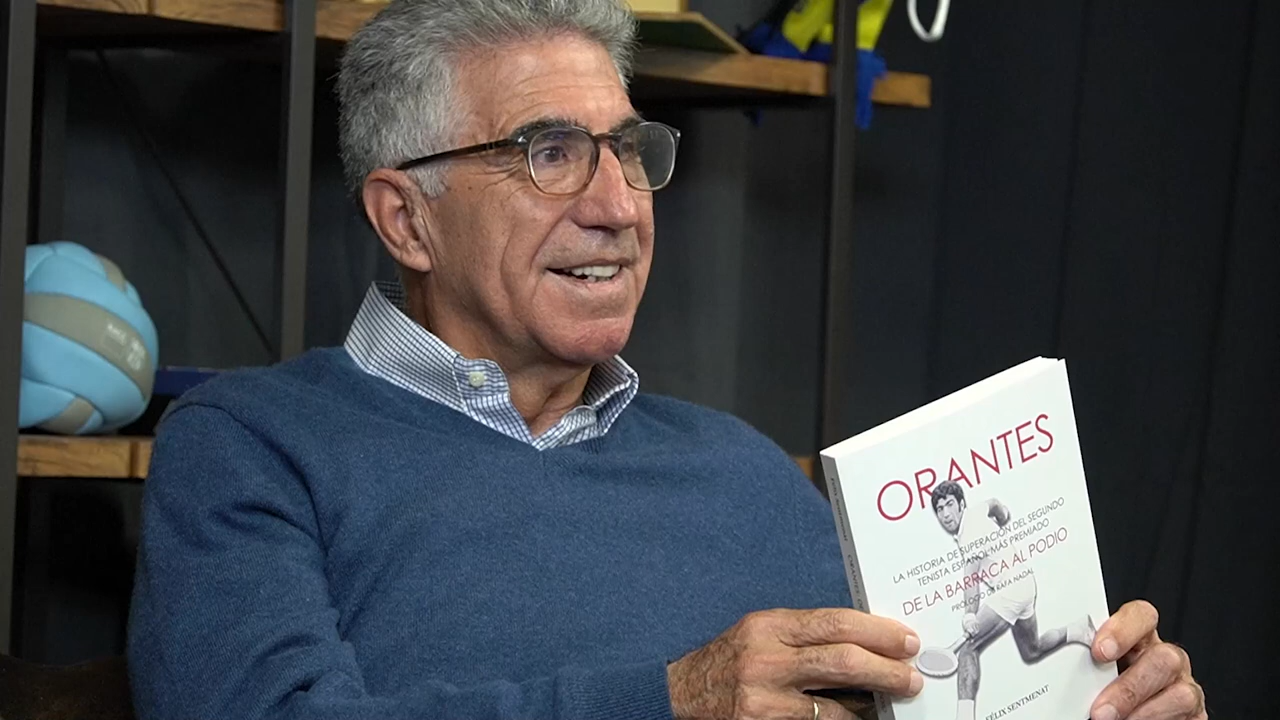 ORANTES
LA HISTORIA DE SUPERACIÓN DEL SEGUNDO
TENISTA ESPAÑOL MÁS PREMIADO
DE LA BARRACA AL PODIO
PRÓLOGO DE RAFA NADAL
FÉLIX SENTMENAT